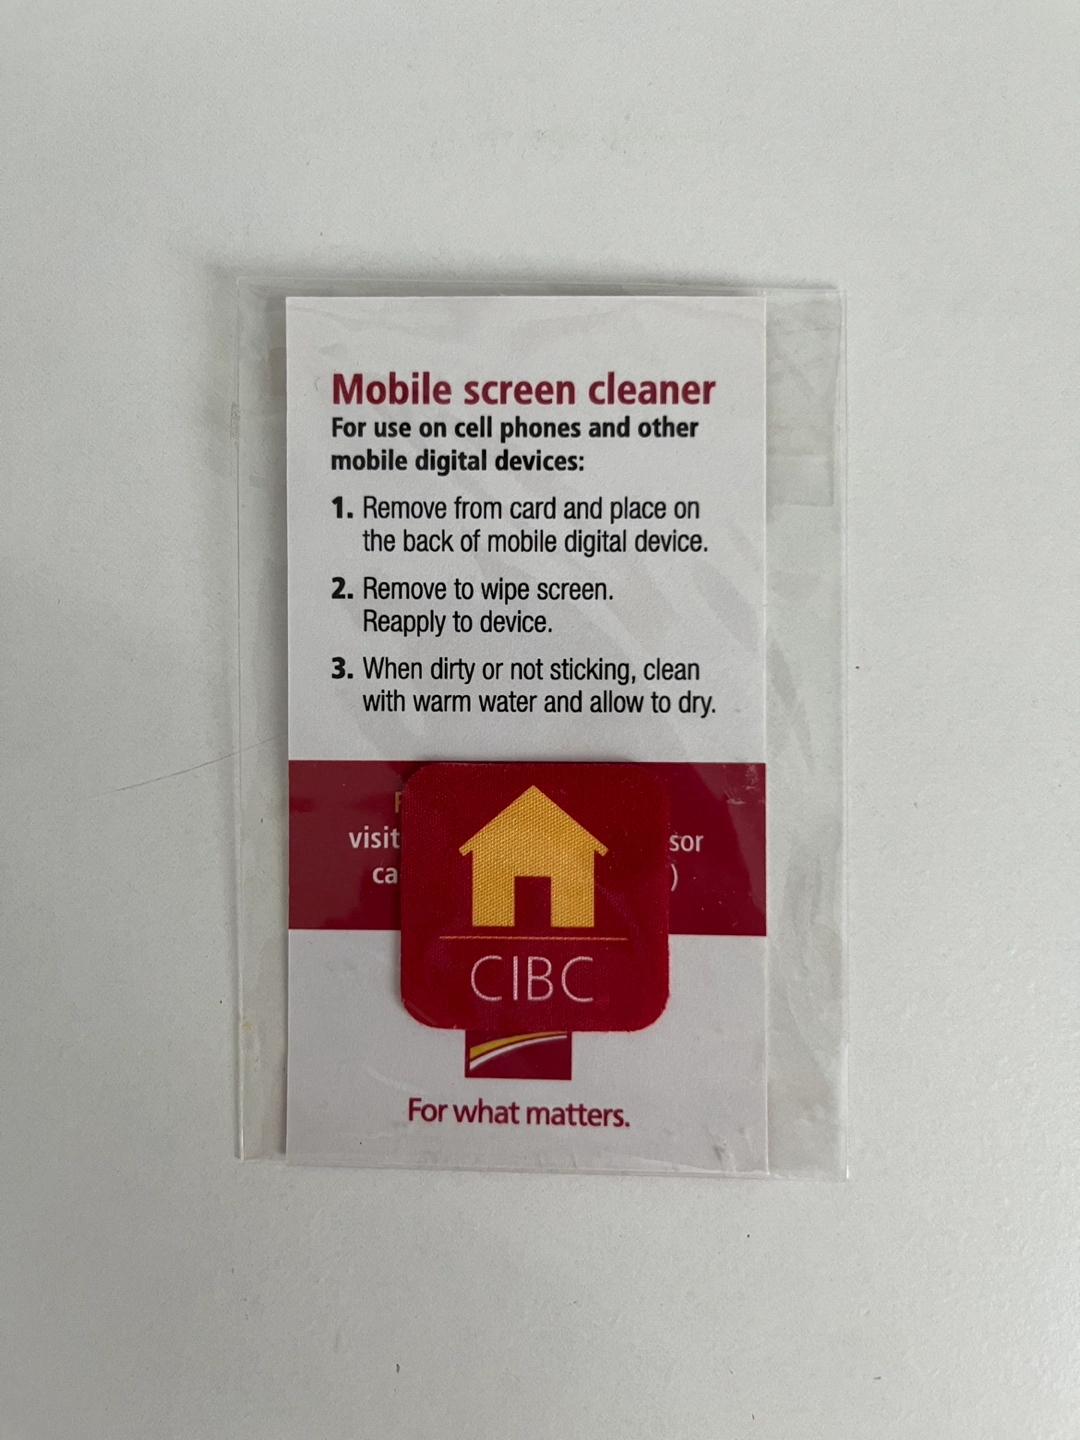 Mobile screen cleaner
For use on cell phones and other
mobile digital devices:
1. Remove from card and place on
the back of mobile digital device.
2. Remove to wipe screen.
Reapply to device.
3. When dirty or not sticking, clean
with warm water and allow to dry.
visit
CIBC
For what matters.